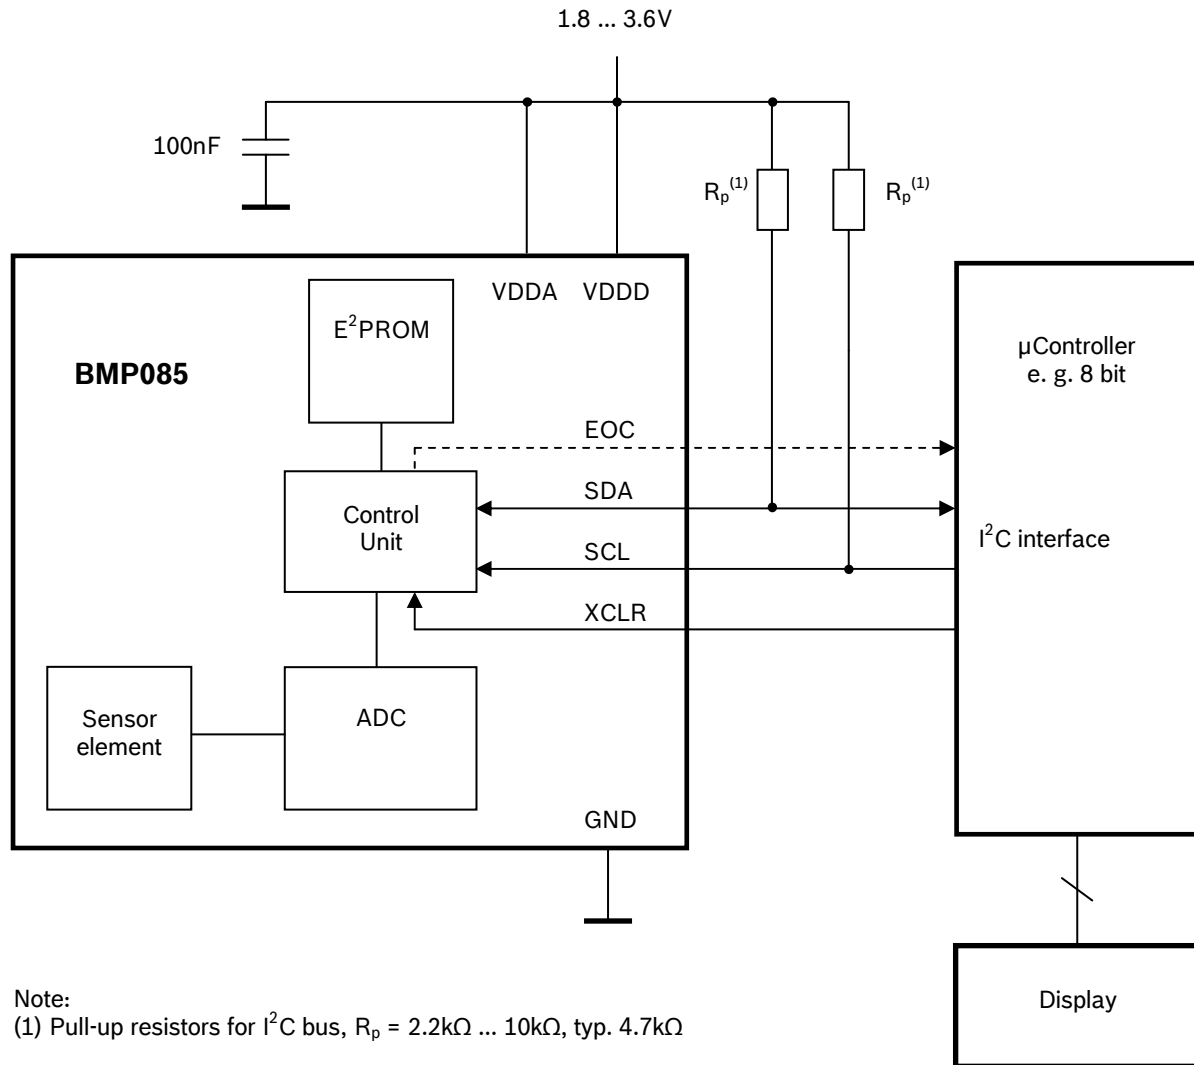 1.8 ... 3.6V
100nF
Rp(1)
Rp(1)
VDDA
VDDD
E2PROM
BMP085
µController
e. g. 8 bit
EOC
SDA
Control
Unit
I2C interface
SCL
XCLR
Sensor
element
ADC
GND
Display
Note:
(1) Pull-up resistors for I2C bus, Rp = 2.2kΩ ... 10kΩ, typ. 4.7kΩ